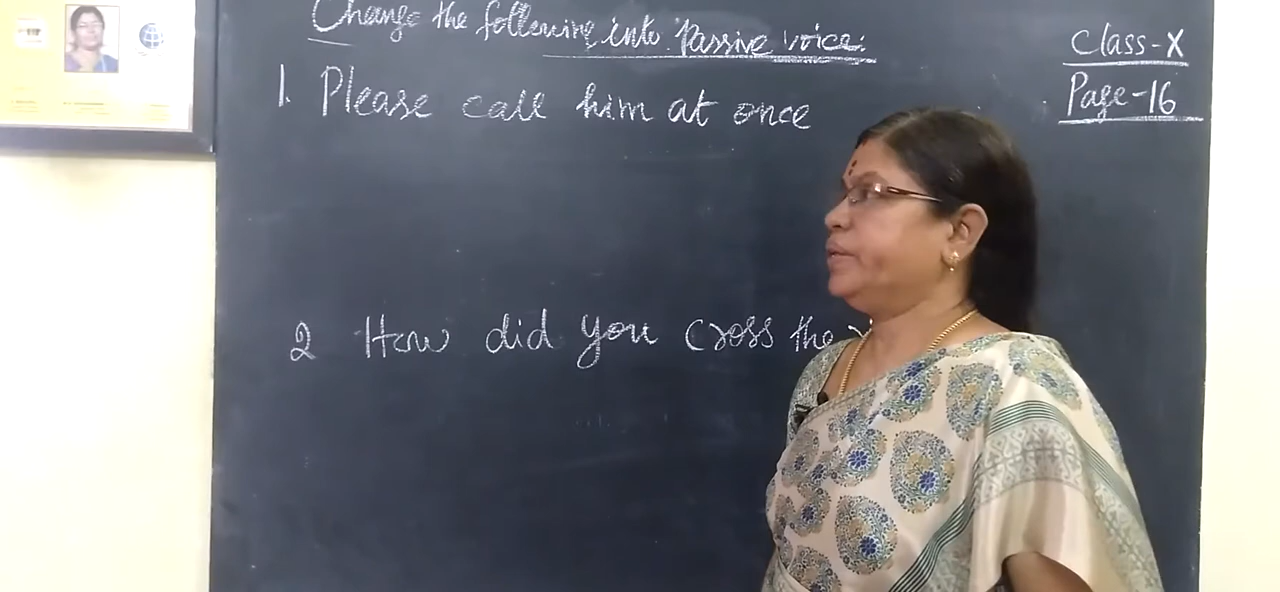 Change the following into Passive voice:
Class-X
Page-16
1. Please call him at once
2 How did you cross the